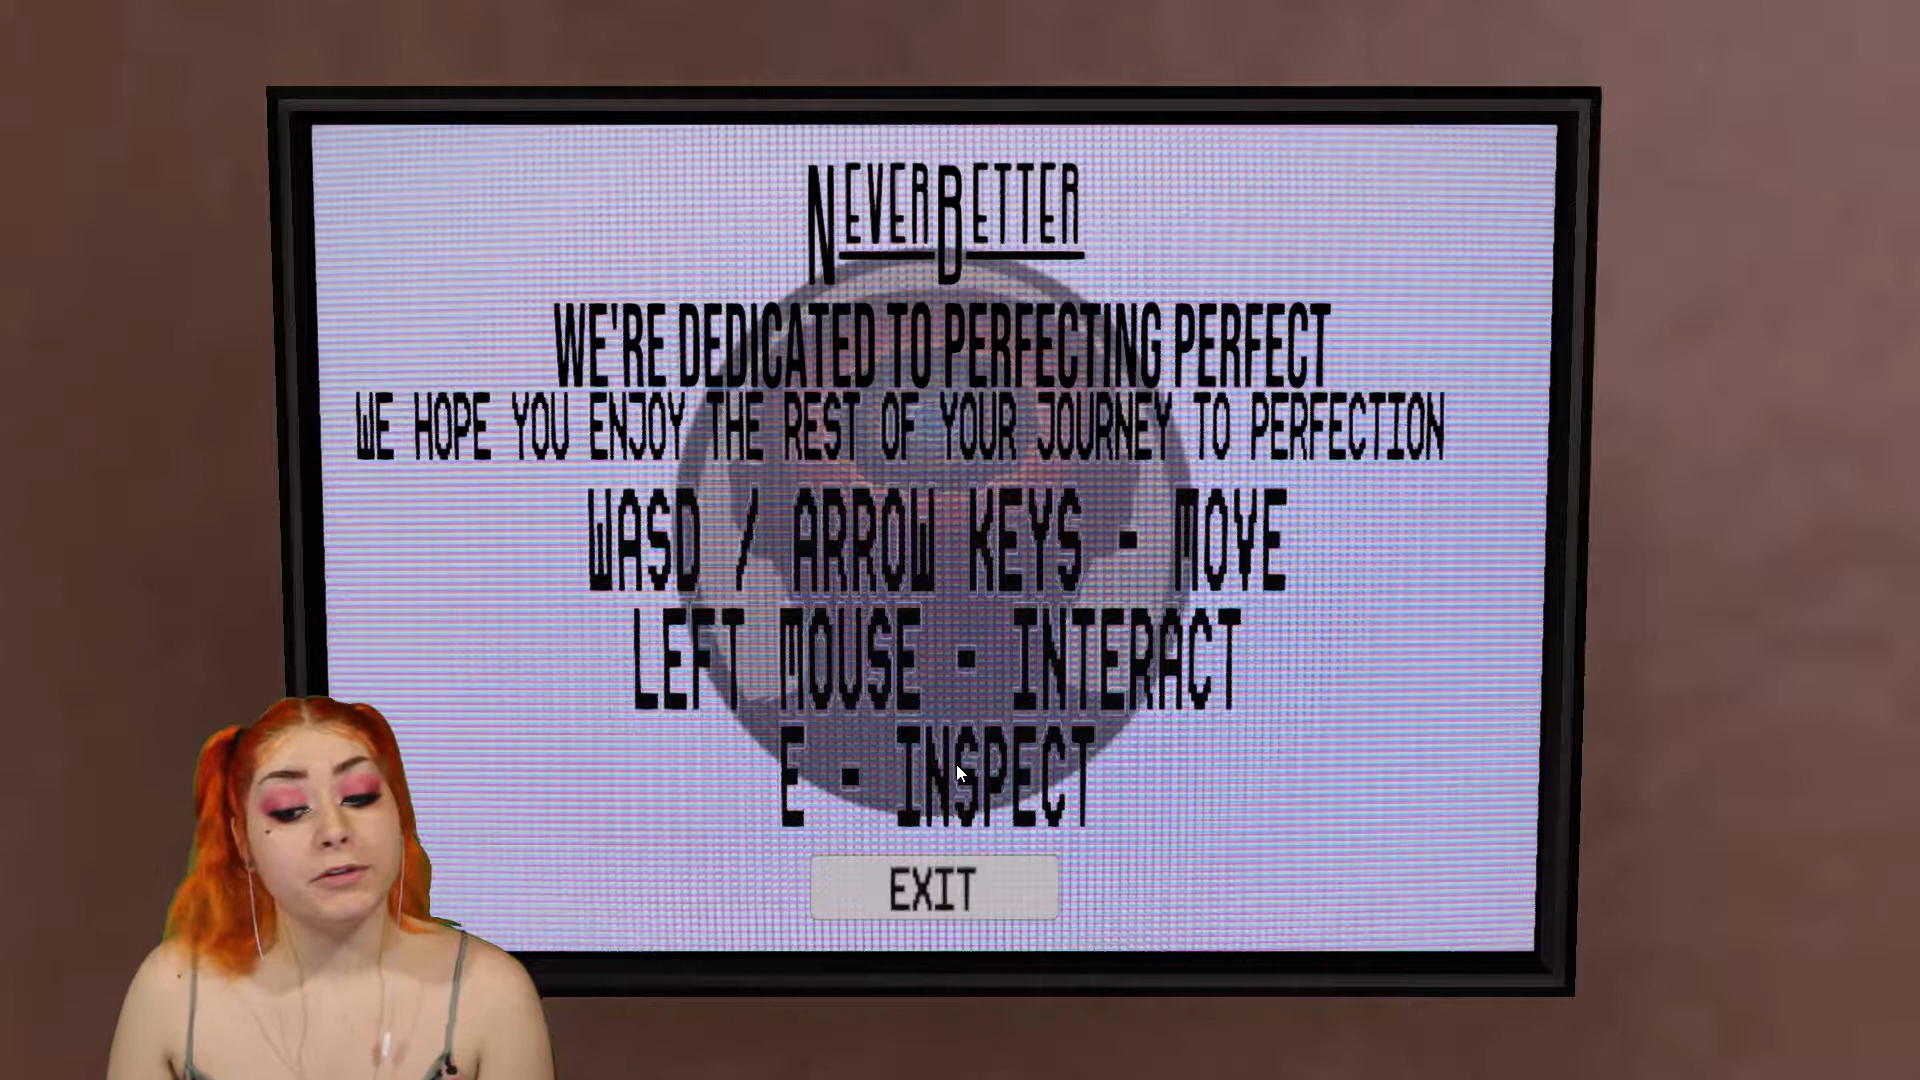 NEVERBETTER
WE'RE DEDICATED TO PERFECTING PERFECT
WE HOPE YOU ENJOY THE REST OF YOUR JOURNEY TO PERFECTION
WASD / ARROW KEYS - MOVE
LEFT MOUSE - INTERACT
E - INSPECT
EXIT